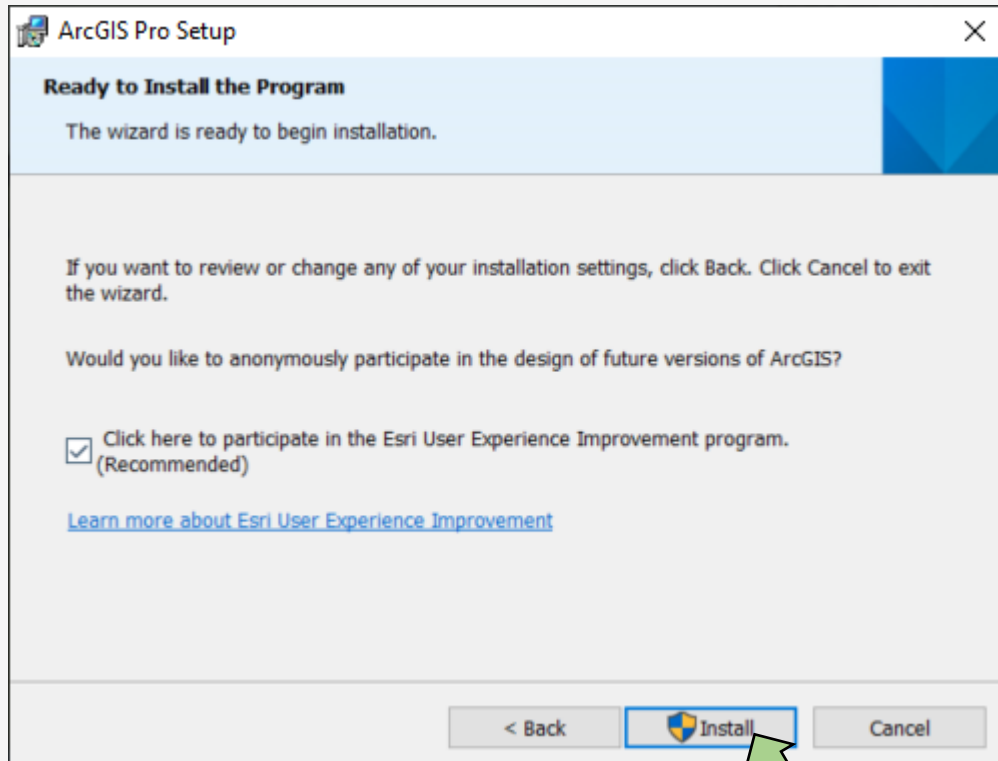 ArcGIS Pro Setup
Ready to Install the Program
The wizard is ready to begin installation.
If you want to review or change any of your installation settings, click Back. Click Cancel to exit
the wizard.
Would you like to anonymously participate in the design of future versions of ArcGIS?
Click here to participate in the Esri User Experience Improvement program.
(Recommended)
Learn more about Esri User Experience Improvement
< Back Install Cancel